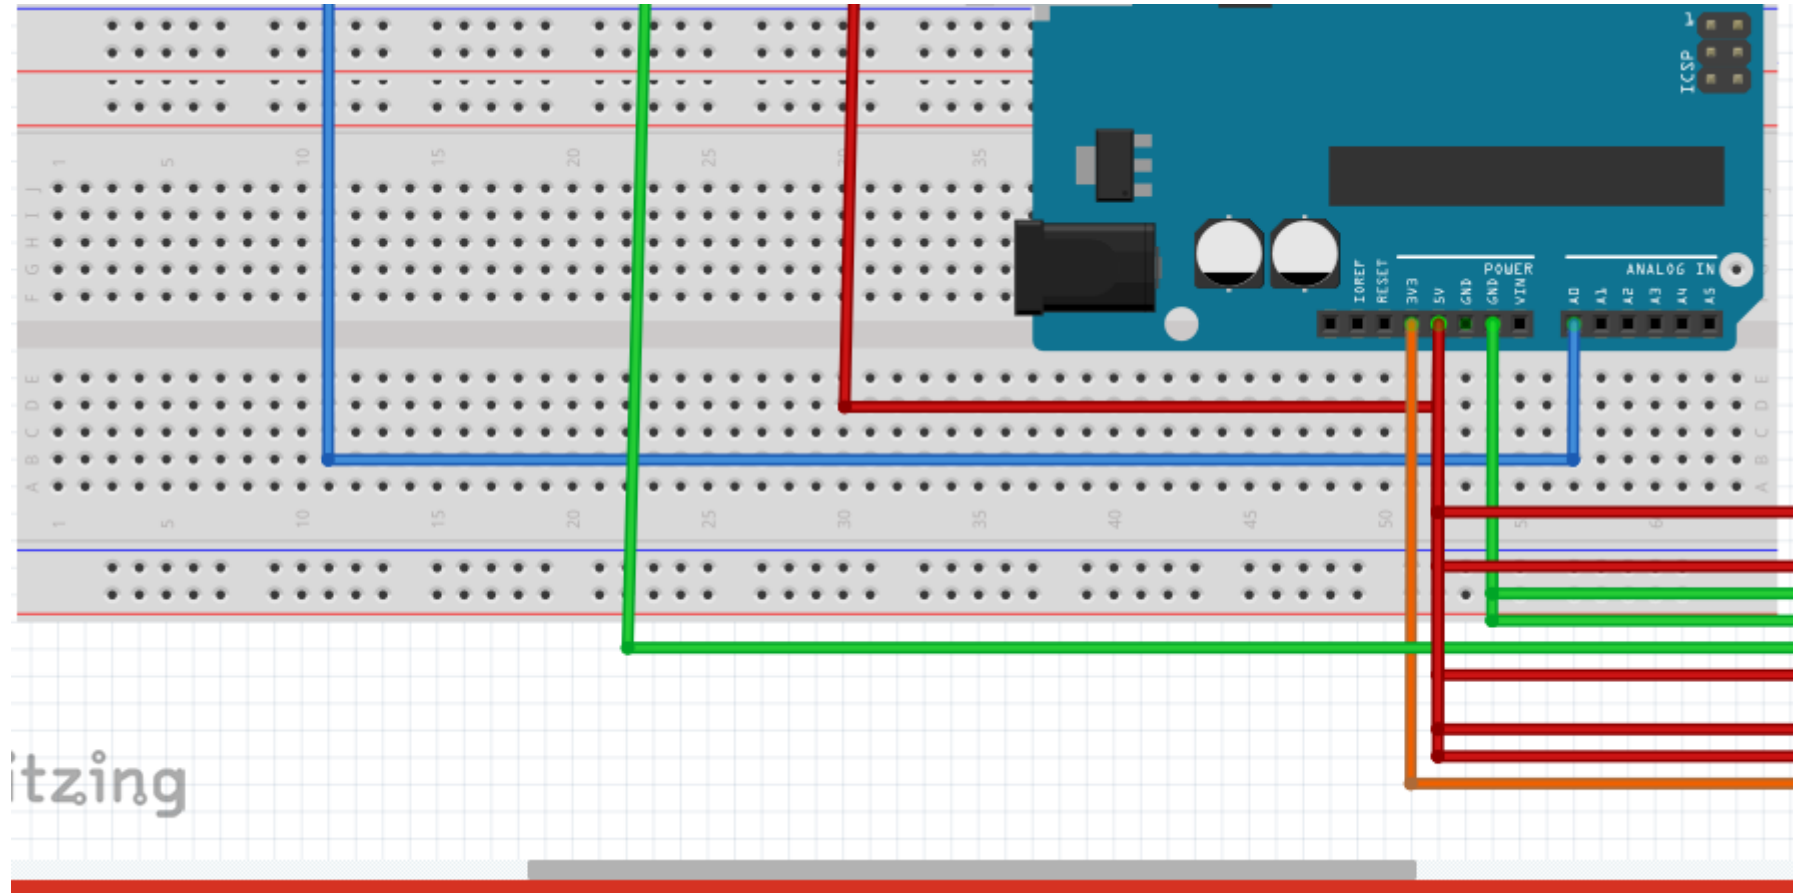 1
ICSP
1 5 10 15 20 25 30 35
J
I
H
G
F
POWER
ANALOG IN
IOREF
RESET
3V3
5V
GND
GND
VIN
A0
A1
A2
A3
A4
A5
E E
D D
C C
B B
A A
1 5 10 15 20 25 30 35 40 45 50
itzing